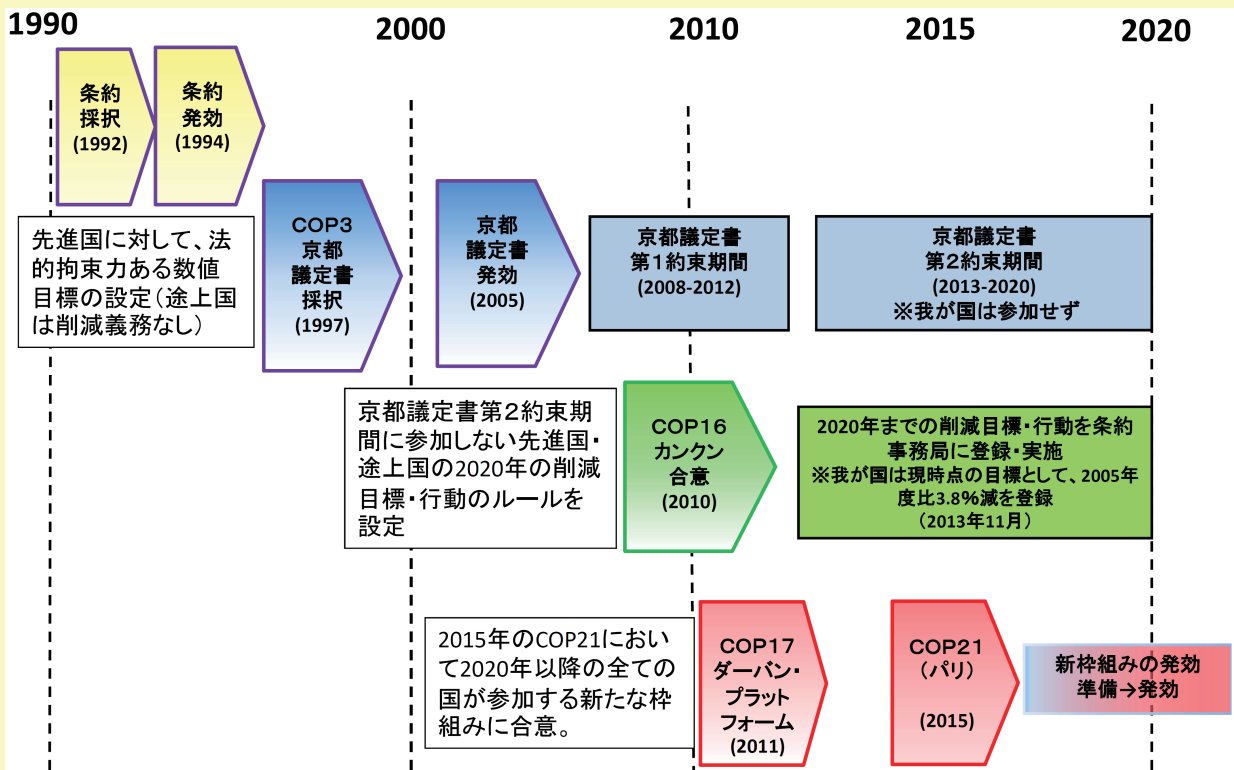 1990
2000
2010
2015
2020
条約
採択
(1992)
条約
発効
(1994)
先進国に対して、法
的拘束力ある数値
目標の設定(途上国
は削減義務なし)
COP3
京都
議定書
採択
(1997)
京都
議定書
発効
(2005)
京都議定書
第1約束期間
(2008-2012)
京都議定書
第2約束期間
(2013-2020)
※我が国は参加せず
京都議定書第2約束期
間に参加しない先進国・
途上国の2020年の削減
目標・行動のルールを
設定
COP16
カンクン
合意
(2010)
2020年までの削減目標・行動を条約
事務局に登録・実施
※我が国は現時点の目標として、2005年
度比3.8%減を登録
(2013年11月)
2015年のCOP21におい
て2020年以降の全ての
国が参加する新たな枠
組みに合意。
COP17
ダーバン・
プラット
フォーム
(2011)
COP21
(パリ)
(2015)
新枠組みの発効
準備→発効